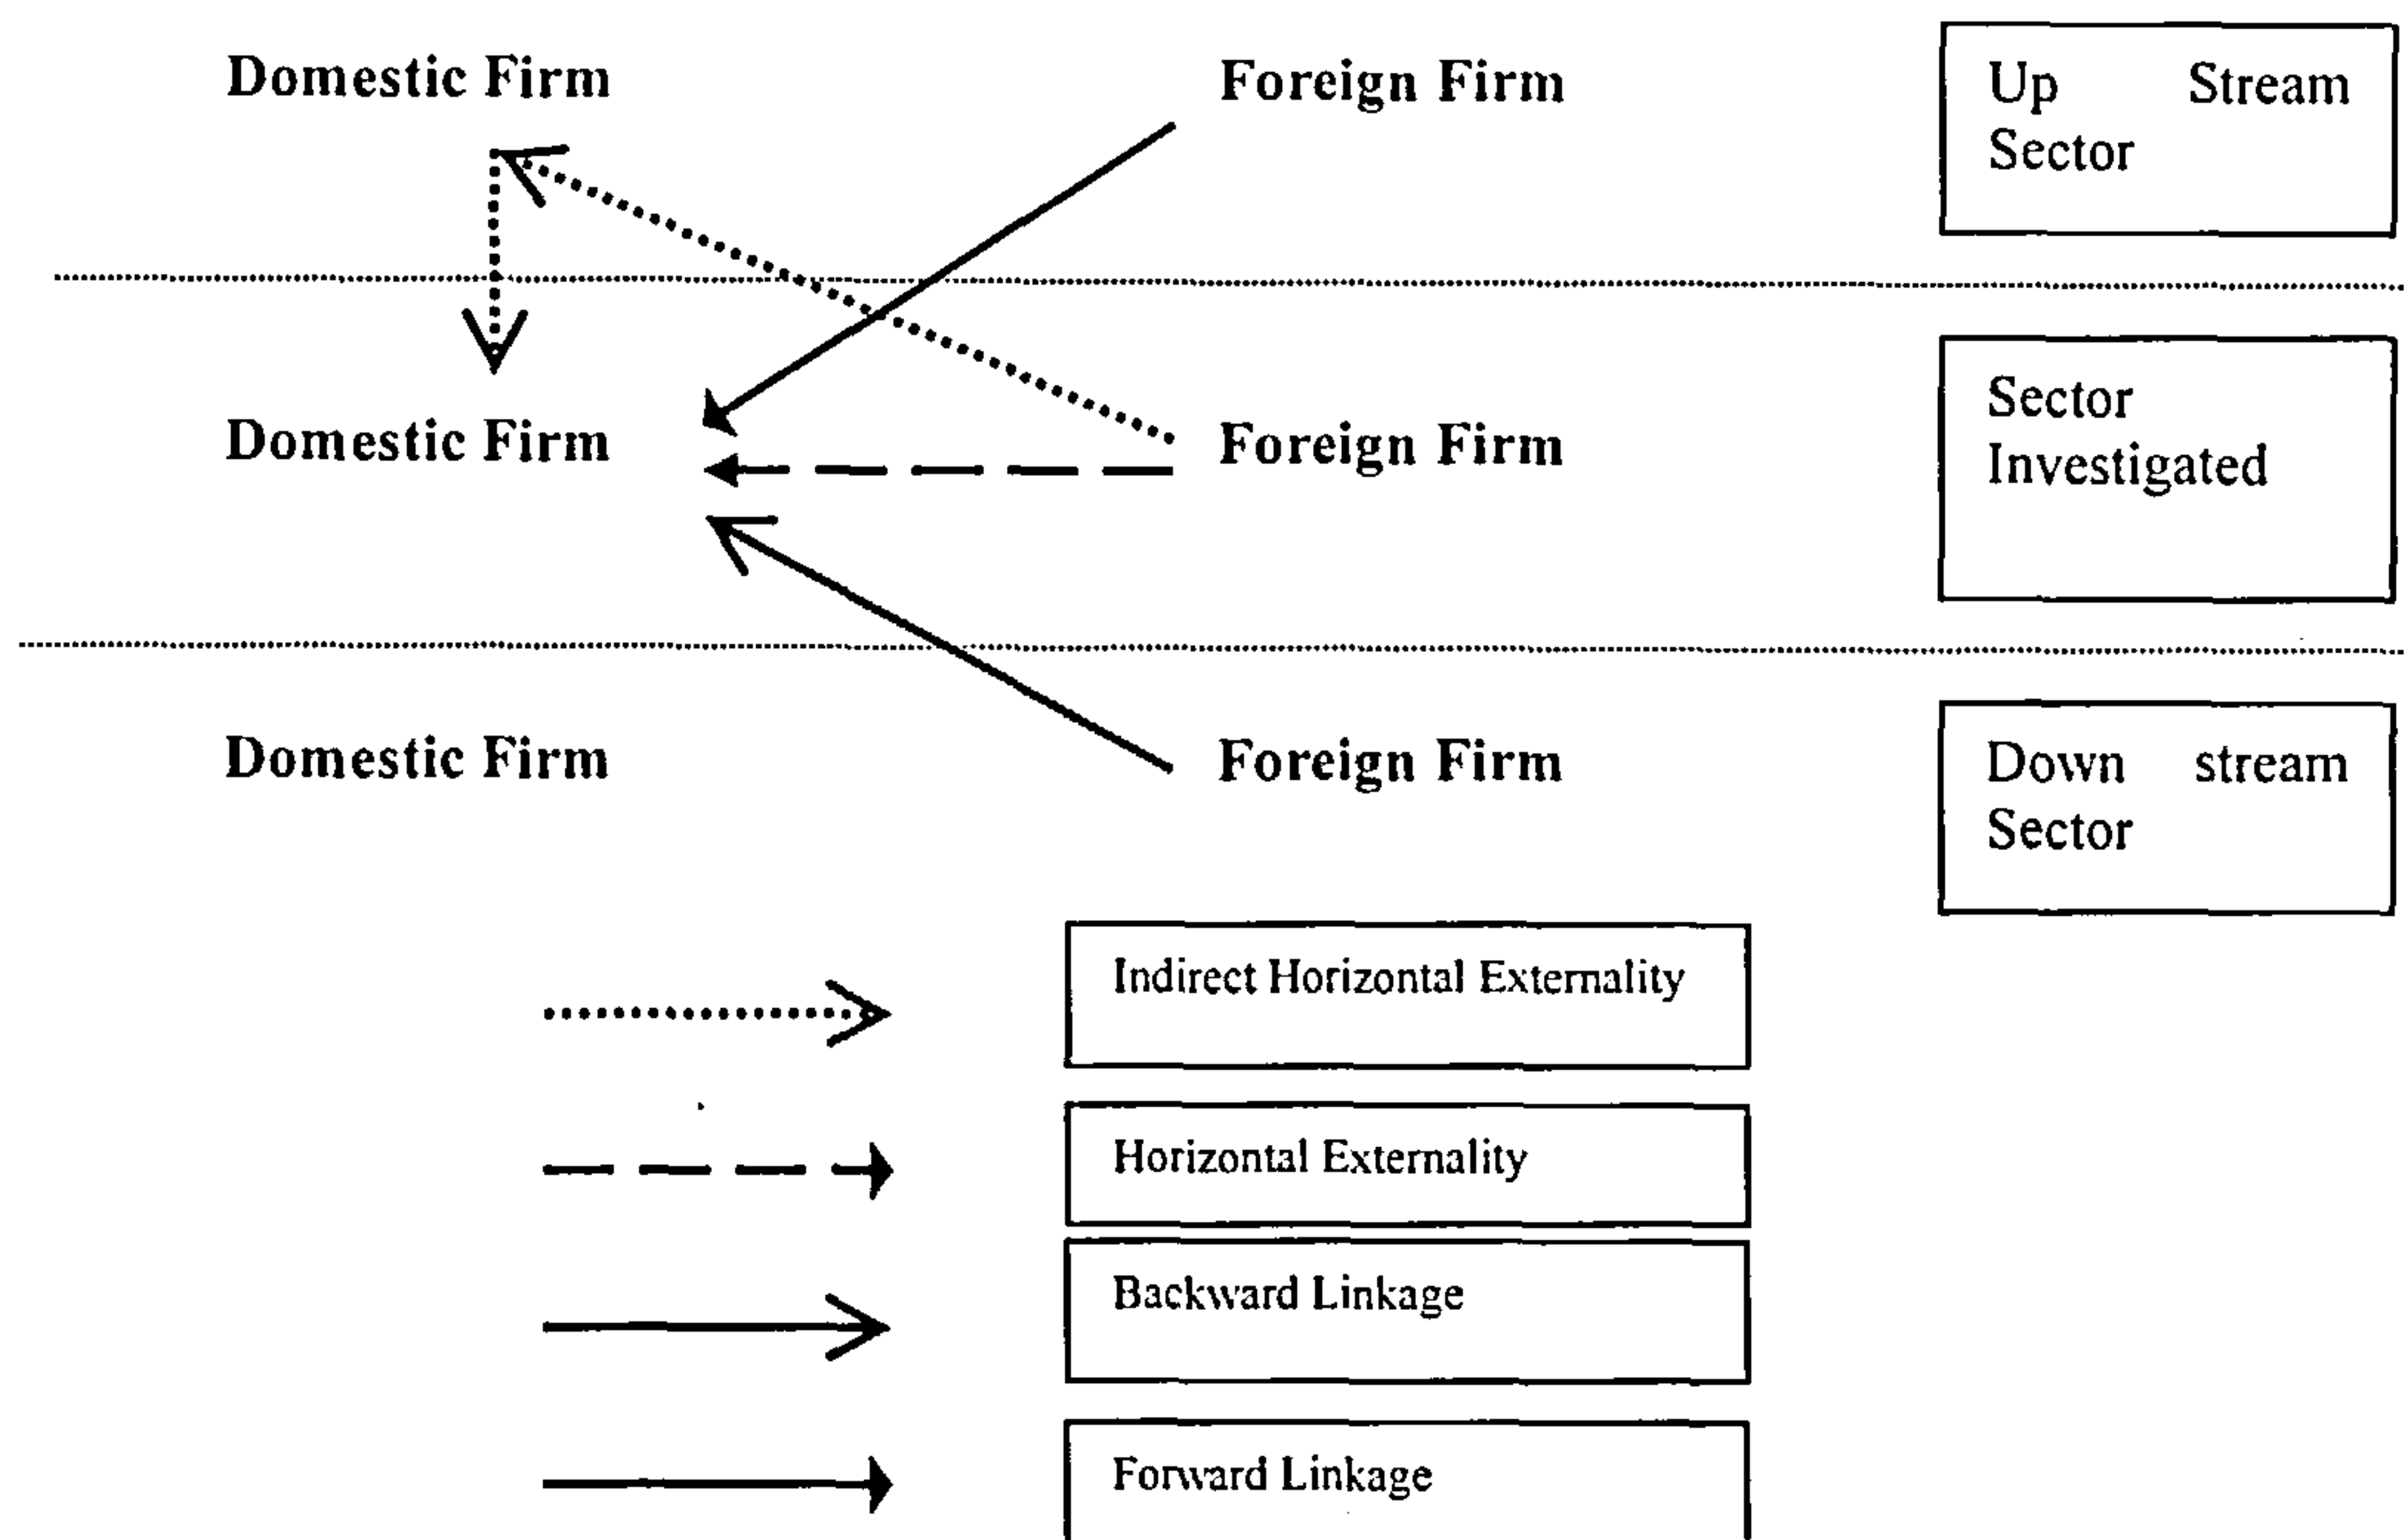 Domestic Firm
Foreign Firm
Up Stream
Sector
Domestic Firm
Foreign Firm
Sector
Investigated
Domestic Firm
Foreign Firm
Down stream
Sector
Indirect Horizontal Externality
Horizontal Externality
Backward Linkage
Forward Linkage